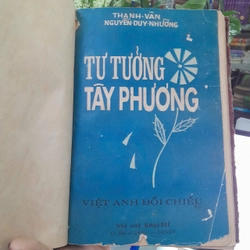 THANH-VÂN
NGUYỄN-DUY-NHƯỜNG
TƯ TƯỞNG
TÂY PHƯƠNG
VIỆT ANH ĐỐI CHIẾU